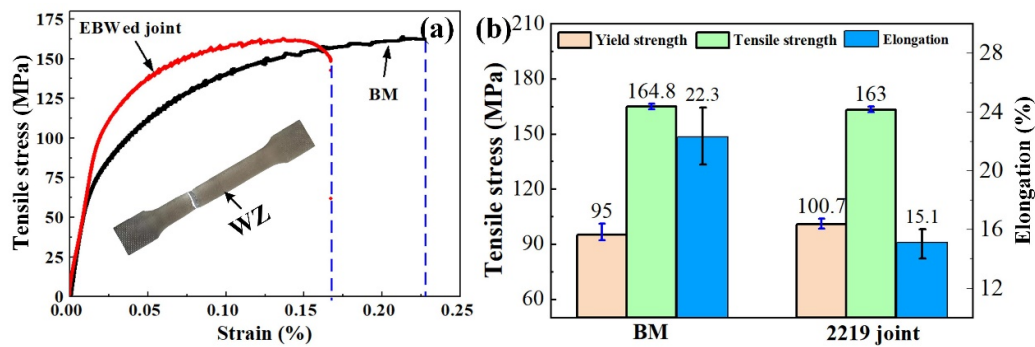 (a)
EBWed joint
BM
WZ
Tensile stress (MPa)
175
150
125
100
75
50
25
0
0.00 0.05 0.10 0.15 0.20 0.25
Strain (%)
(b)
Yield strength Tensile strength Elongation
Tensile stress (MPa)
210
180
150
120
90
60
164.8 22.3
95
163
100.7
15.1
BM 2219 joint
28
24
20
16
12
Elongation (%)